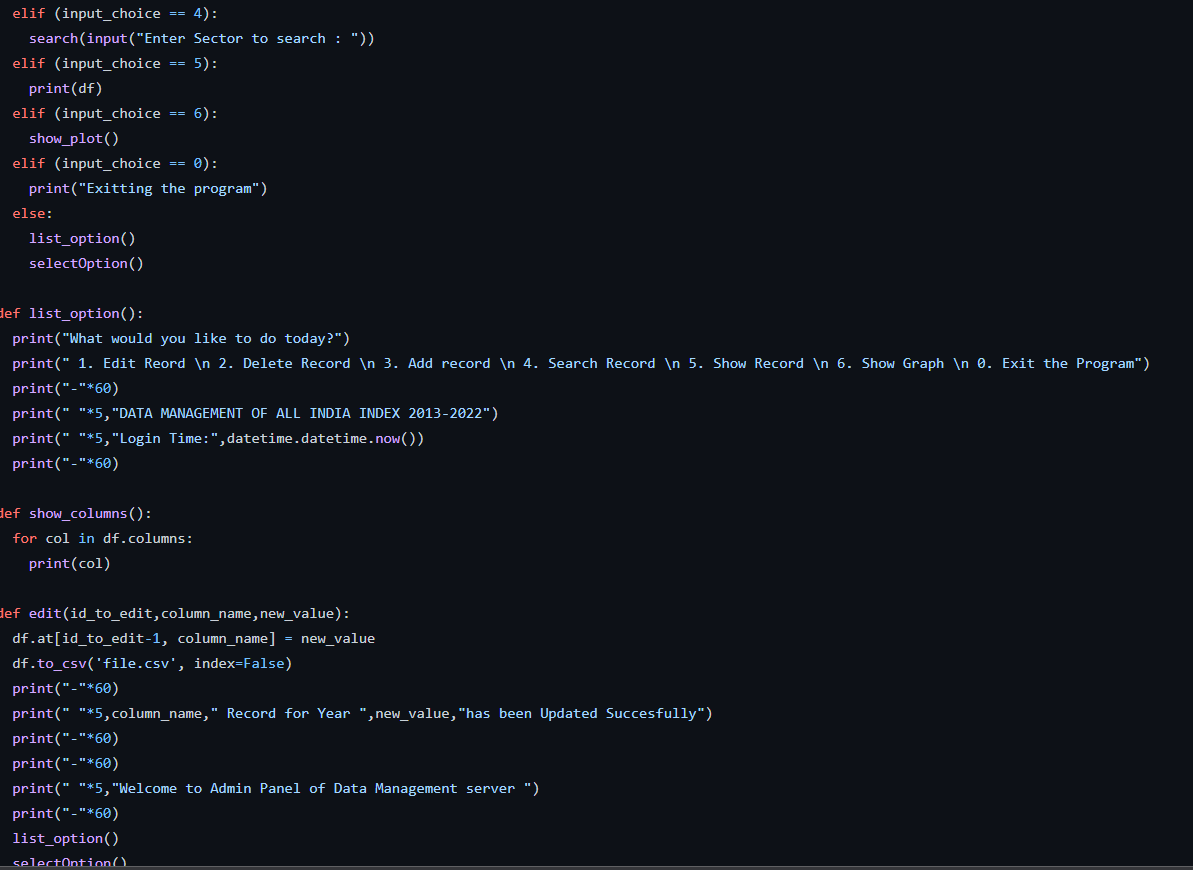 elif (input_choice == 4):
search(input("Enter Sector to search : "))
elif (input_choice == 5):
print(df)
elif (input_choice == 6):
show_plot()
elif (input_choice == 0):
print("Exitting the program")
else:
list_option()
selectOption()
def list_option():
print("What would you like to do today?")
print(" 1. Edit Reord \n 2. Delete Record \n 3. Add record \n 4. Search Record \n 5. Show Record \n 6. Show Graph \n 0. Exit the Program")
print("-"*60)
print(" "*5,"DATA MANAGEMENT OF ALL INDIA INDEX 2013-2022")
print(" "*5,"Login Time:",datetime.datetime.now())
print("-"*60)
def show_columns():
for col in df.columns:
print(col)
def edit(id_to_edit,column_name,new_value):
df.at[id_to_edit-1, column_name] = new_value
df.to_csv('file.csv', index=False)
print("-"*60)
print(" "*5,column_name," Record for Year ",new_value,"has been Updated Succesfully")
print("-"*60)
print("-"*60)
print(" "*5,"Welcome to Admin Panel of Data Management server ")
print("-"*60)
list_option()
selectOption()